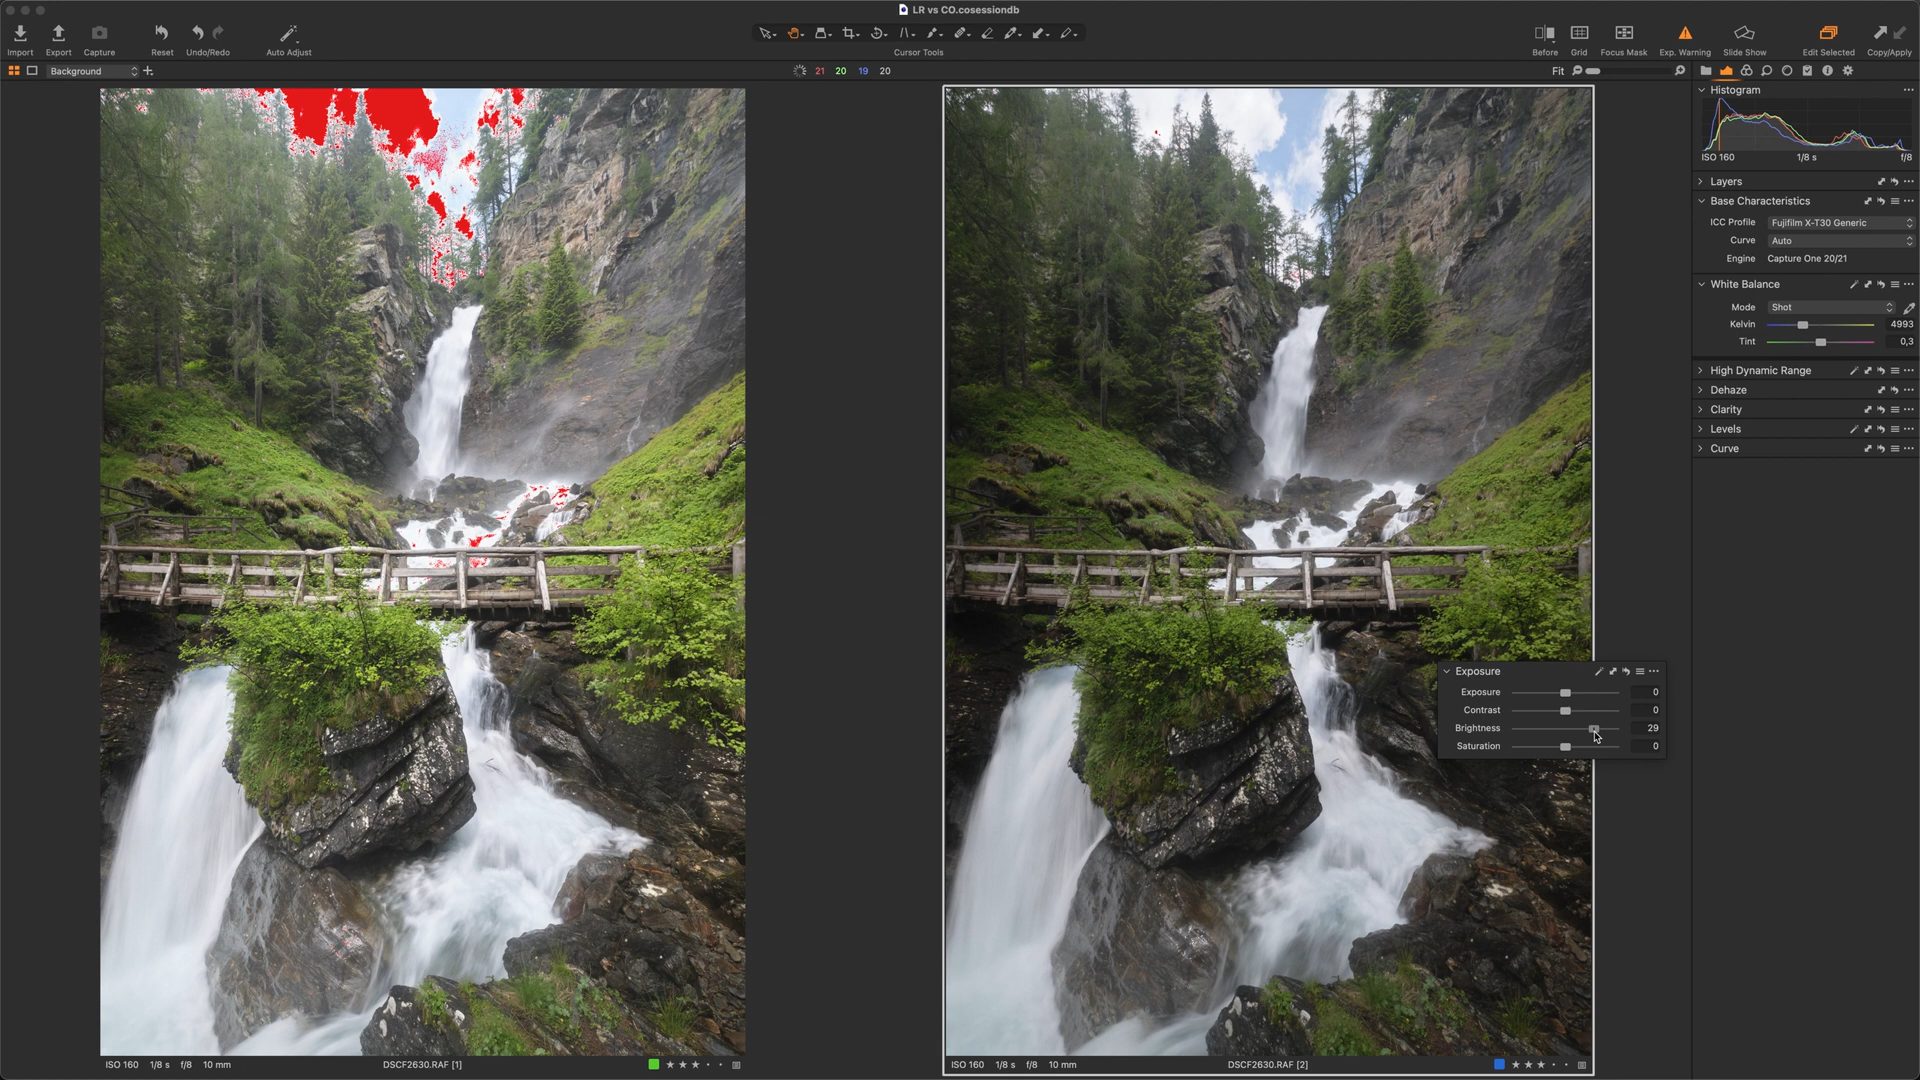 LR vs CO.cosessiondb
Import Export Capture Reset Undo/Redo Auto Adjust Cursor Tools Before Grid Focus Mask Exp. Warning Slide Show Edit Selected Copy/Apply
Background 21 20 19 20 Fit
Histogram
ISO 160 1/8 s f/8
Layers
Base Characteristics
ICC Profile Fujifilm X-T30 Generic
Curve Auto
Engine Capture One 20/21
White Balance
Mode Shot
Kelvin 4993
Tint 0,3
High Dynamic Range
Dehaze
Clarity
Levels
Curve
Exposure
Exposure 0
Contrast 0
Brightness 29
Saturation 0
ISO 160 1/8 s f/8 10 mm DSCF2630.RAF [1]
ISO 160 1/8 s f/8 10 mm DSCF2630.RAF [2]